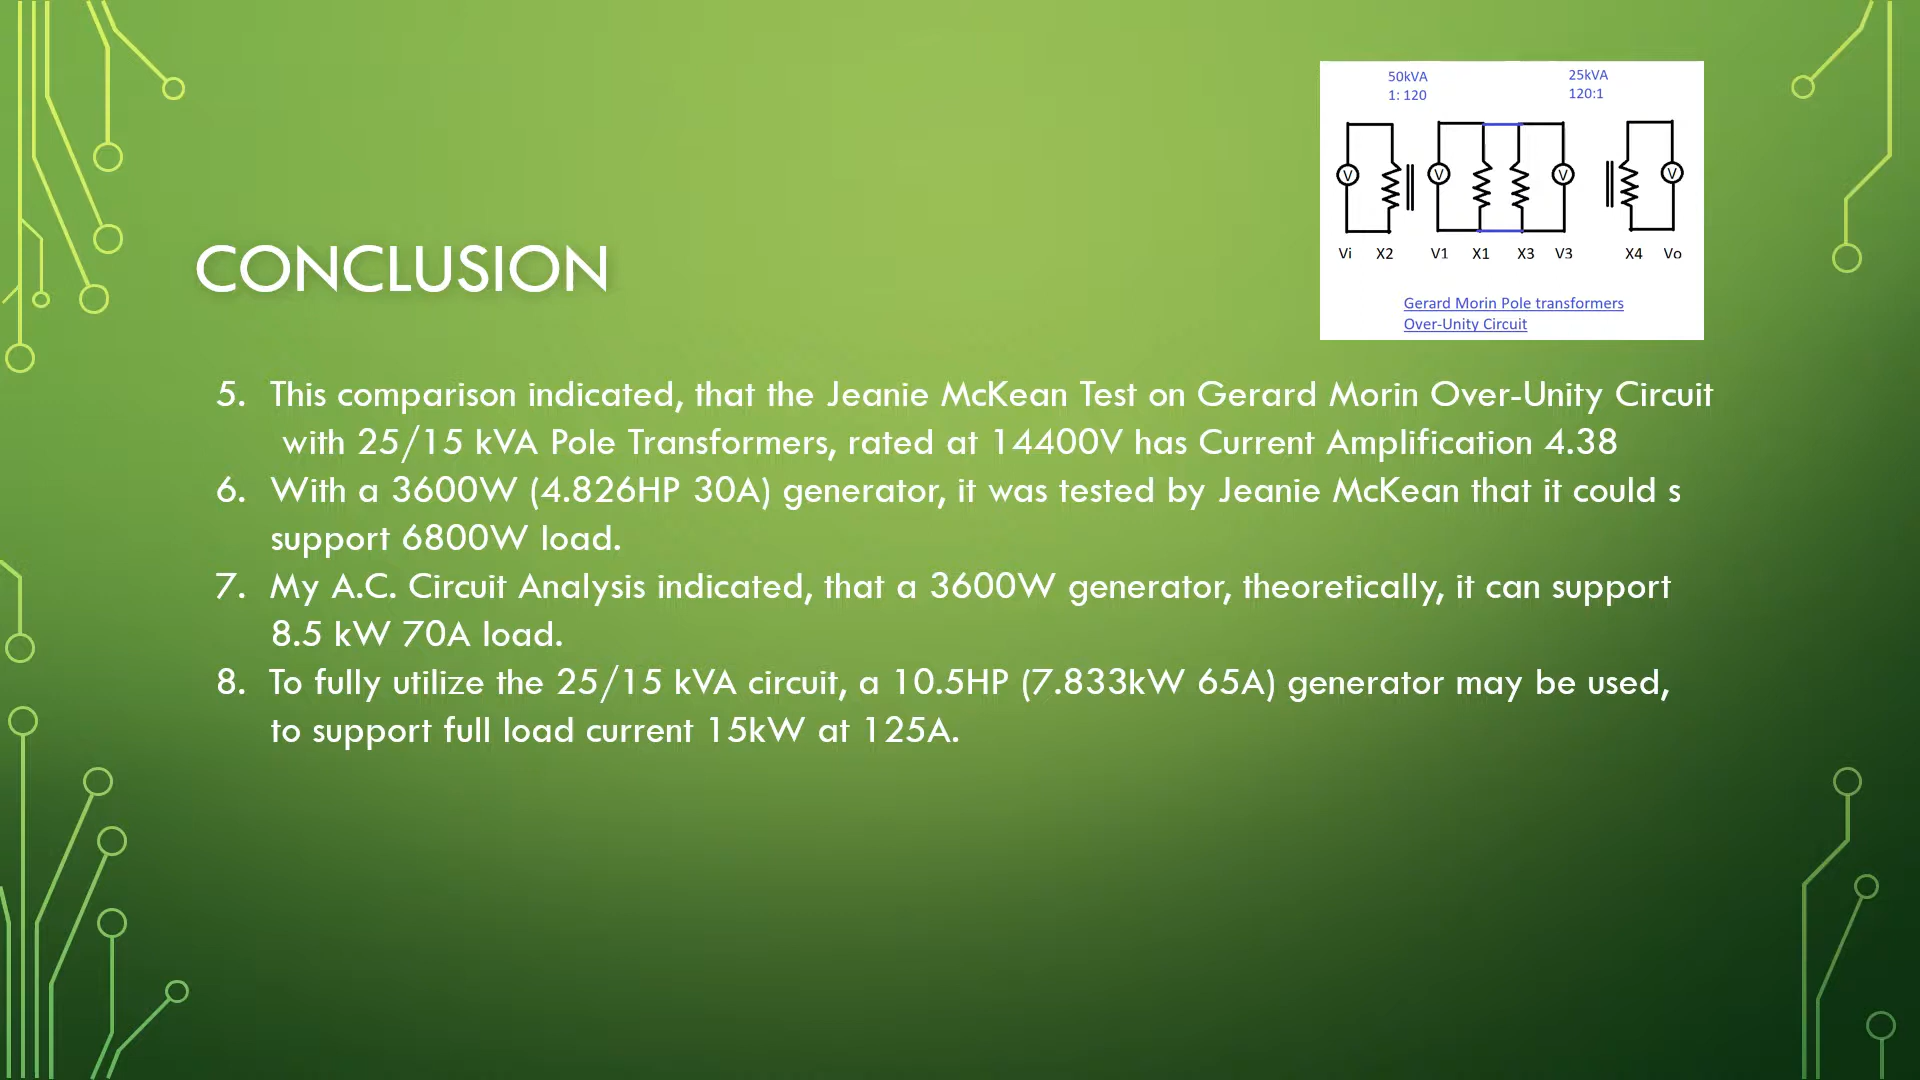 50kVA 25kVA
1: 120 120:1
V V V V
Vi X2 V1 X1 X3 V3 X4 Vo
Gerard Morin Pole transformers
Over-Unity Circuit
CONCLUSION
5. This comparison indicated, that the Jeanie McKean Test on Gerard Morin Over-Unity Circuit
with 25/15 kVA Pole Transformers, rated at 14400V has Current Amplification 4.38
6. With a 3600W (4.826HP 30A) generator, it was tested by Jeanie McKean that it could s
support 6800W load.
7. My A.C. Circuit Analysis indicated, that a 3600W generator, theoretically, it can support
8.5 kW 70A load.
8. To fully utilize the 25/15 kVA circuit, a 10.5HP (7.833kW 65A) generator may be used,
to support full load current 15kW at 125A.